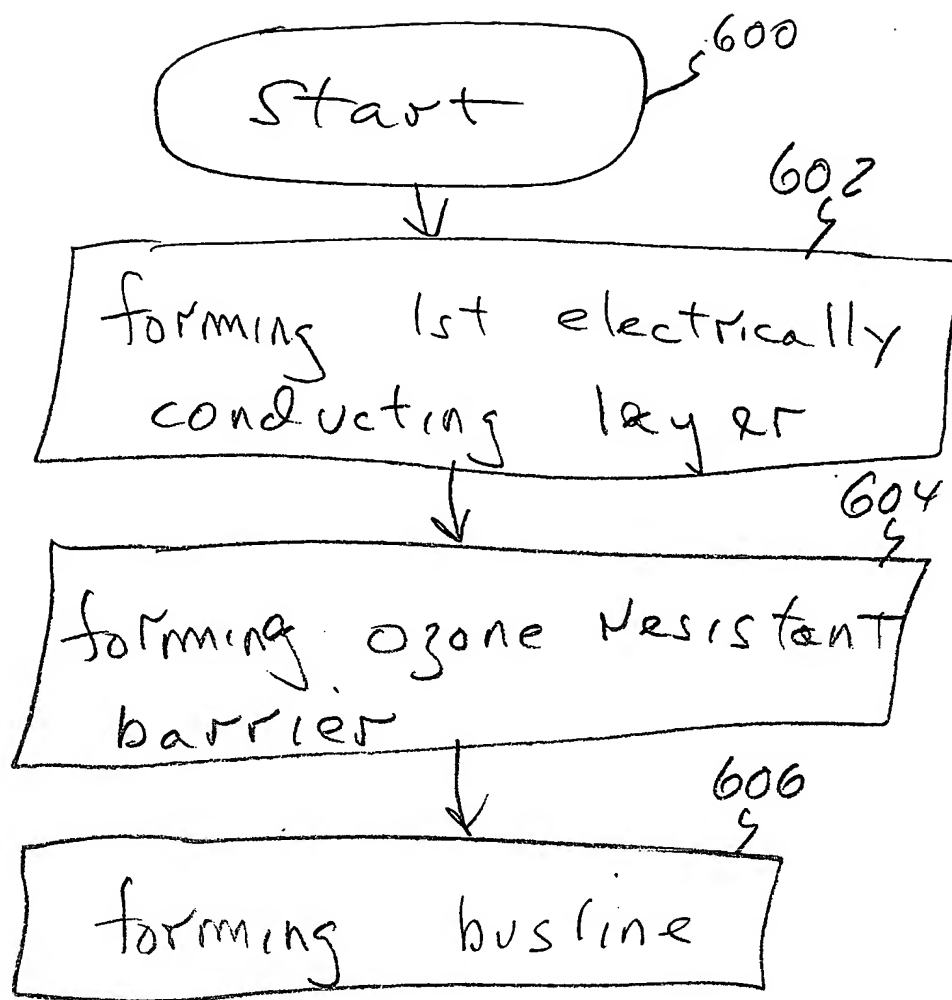 600
Start
602
forming 1st electrically
conducting layer
604
forming ozone resistant
barrier
606
forming busline